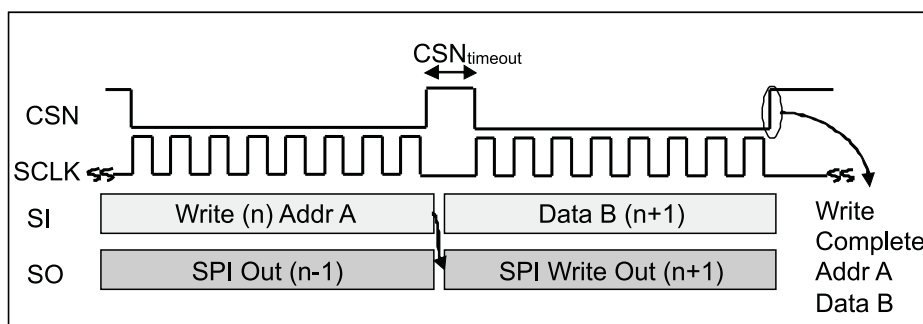 CSNtimeout
CSN
SCLK
SI
Write (n) Addr A
Data B (n+1)
SO
SPI Out (n-1)
SPI Write Out (n+1)
Write
Complete
Addr A
Data B